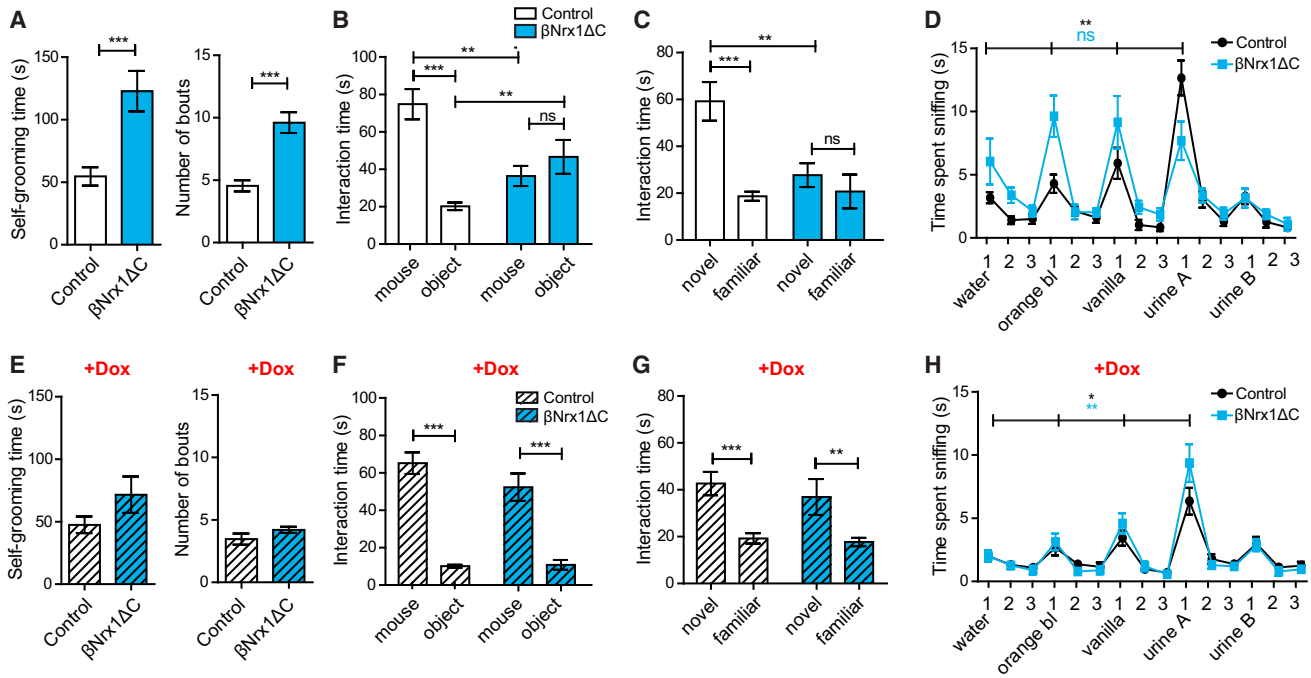 A
Self-grooming time (s)
150
100
50
0
***
Control
βNrx1ΔC
Number of bouts
15
10
5
0
***
Control
βNrx1ΔC
B
Control
βNrx1ΔC
Interaction time (s)
100
80
60
40
20
0
**
***
**
ns
mouse
object
mouse
object
C
Interaction time (s)
80
60
40
20
0
**
***
ns
novel
familiar
novel
familiar
D
Time spent sniffing (s)
15
10
5
0
**
ns
Control
βNrx1ΔC
1 2 3 1 2 3 1 2 3 1 2 3 1 2 3
water
orange bl
vanilla
urine A
urine B
E
+Dox
Self-grooming time (s)
150
100
50
0
Control
βNrx1ΔC
+Dox
Number of bouts
15
10
5
0
Control
βNrx1ΔC
F
+Dox
Control
βNrx1ΔC
Interaction time (s)
100
80
60
40
20
0
***
***
mouse
object
mouse
object
G
+Dox
Interaction time (s)
80
60
40
20
0
***
**
novel
familiar
novel
familiar
H
+Dox
Time spent sniffing (s)
15
10
5
0
*
**
Control
βNrx1ΔC
1 2 3 1 2 3 1 2 3 1 2 3 1 2 3
water
orange bl
vanilla
urine A
urine B